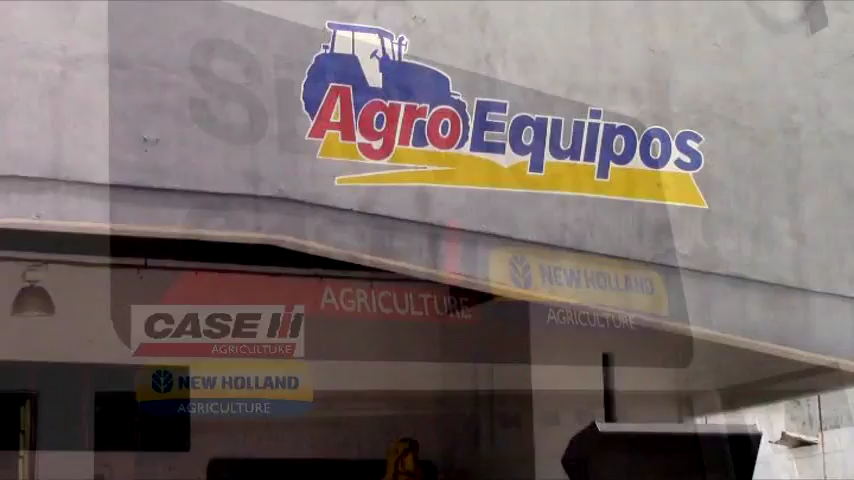 AgroEquipos
AGRICULTURE
NEW HOLLAND
AGRICULTURE
CASE III
AGRICULTURE
NEW HOLLAND
AGRICULTURE